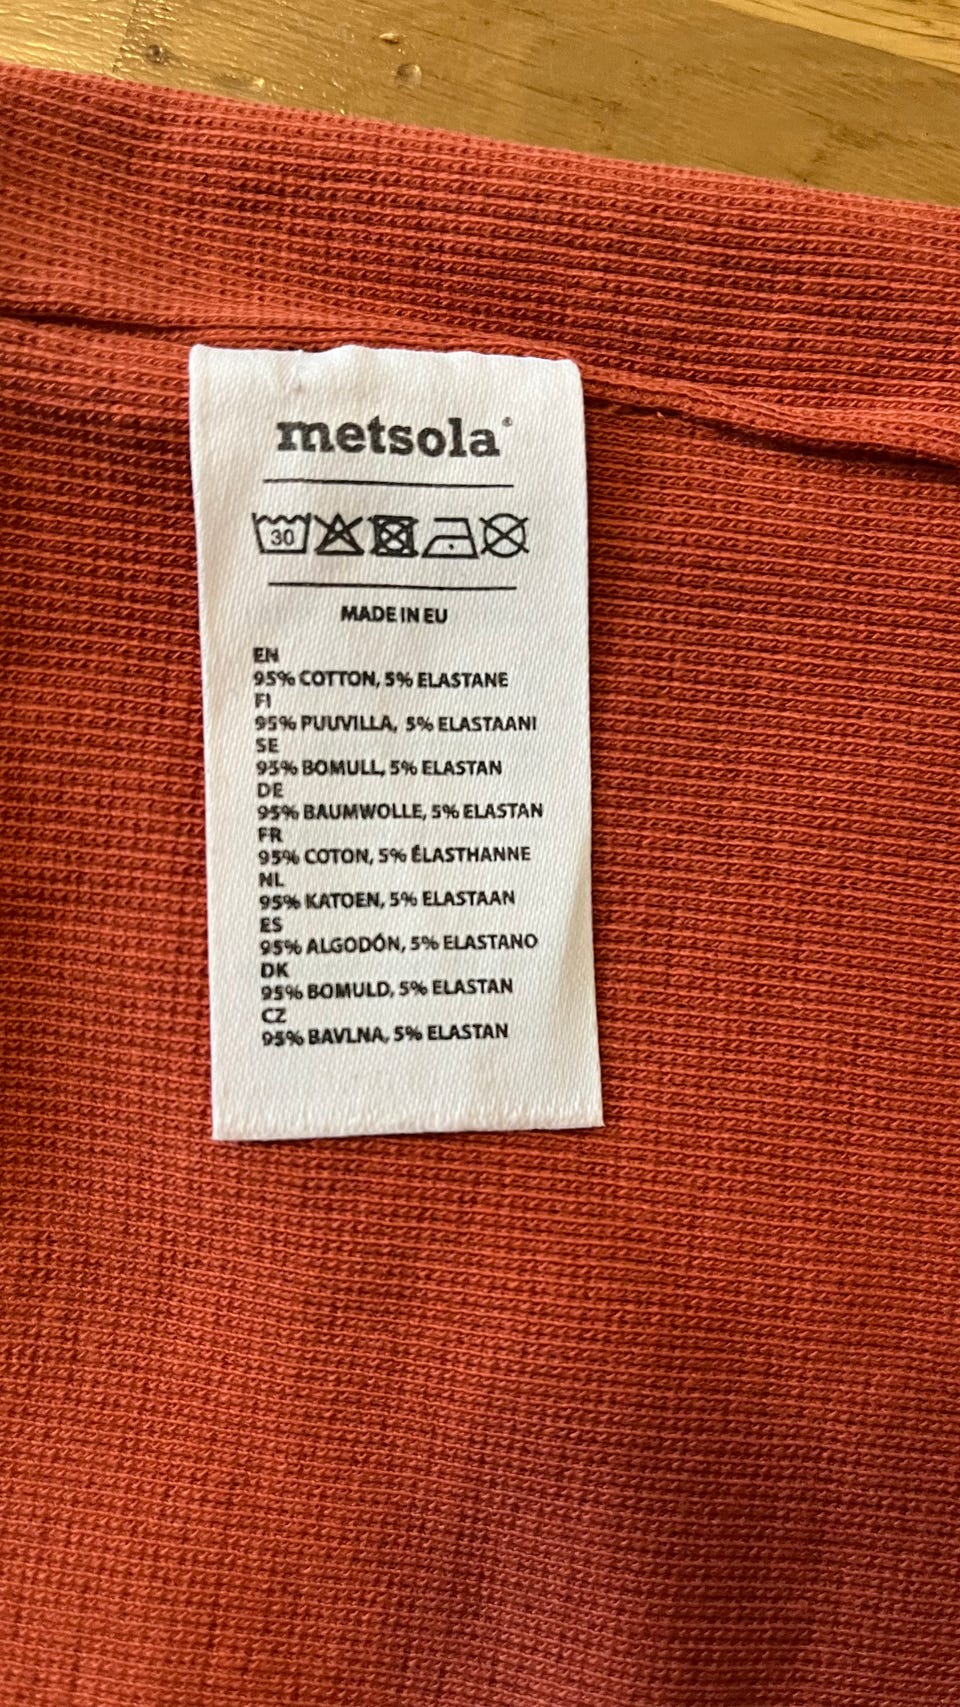 metsola®
30
MADE IN EU
EN
95% COTTON, 5% ELASTANE
FI
95% PUUVILLA, 5% ELASTAANI
SE
95% BOMULL, 5% ELASTAN
DE
95% BAUMWOLLE, 5% ELASTAN
FR
95% COTON, 5% ÉLASTHANNE
NL
95% KATOEN, 5% ELASTAAN
ES
95% ALGODÓN, 5% ELASTANO
DK
95% BOMULD, 5% ELASTAN
CZ
95% BAVLNA, 5% ELASTAN